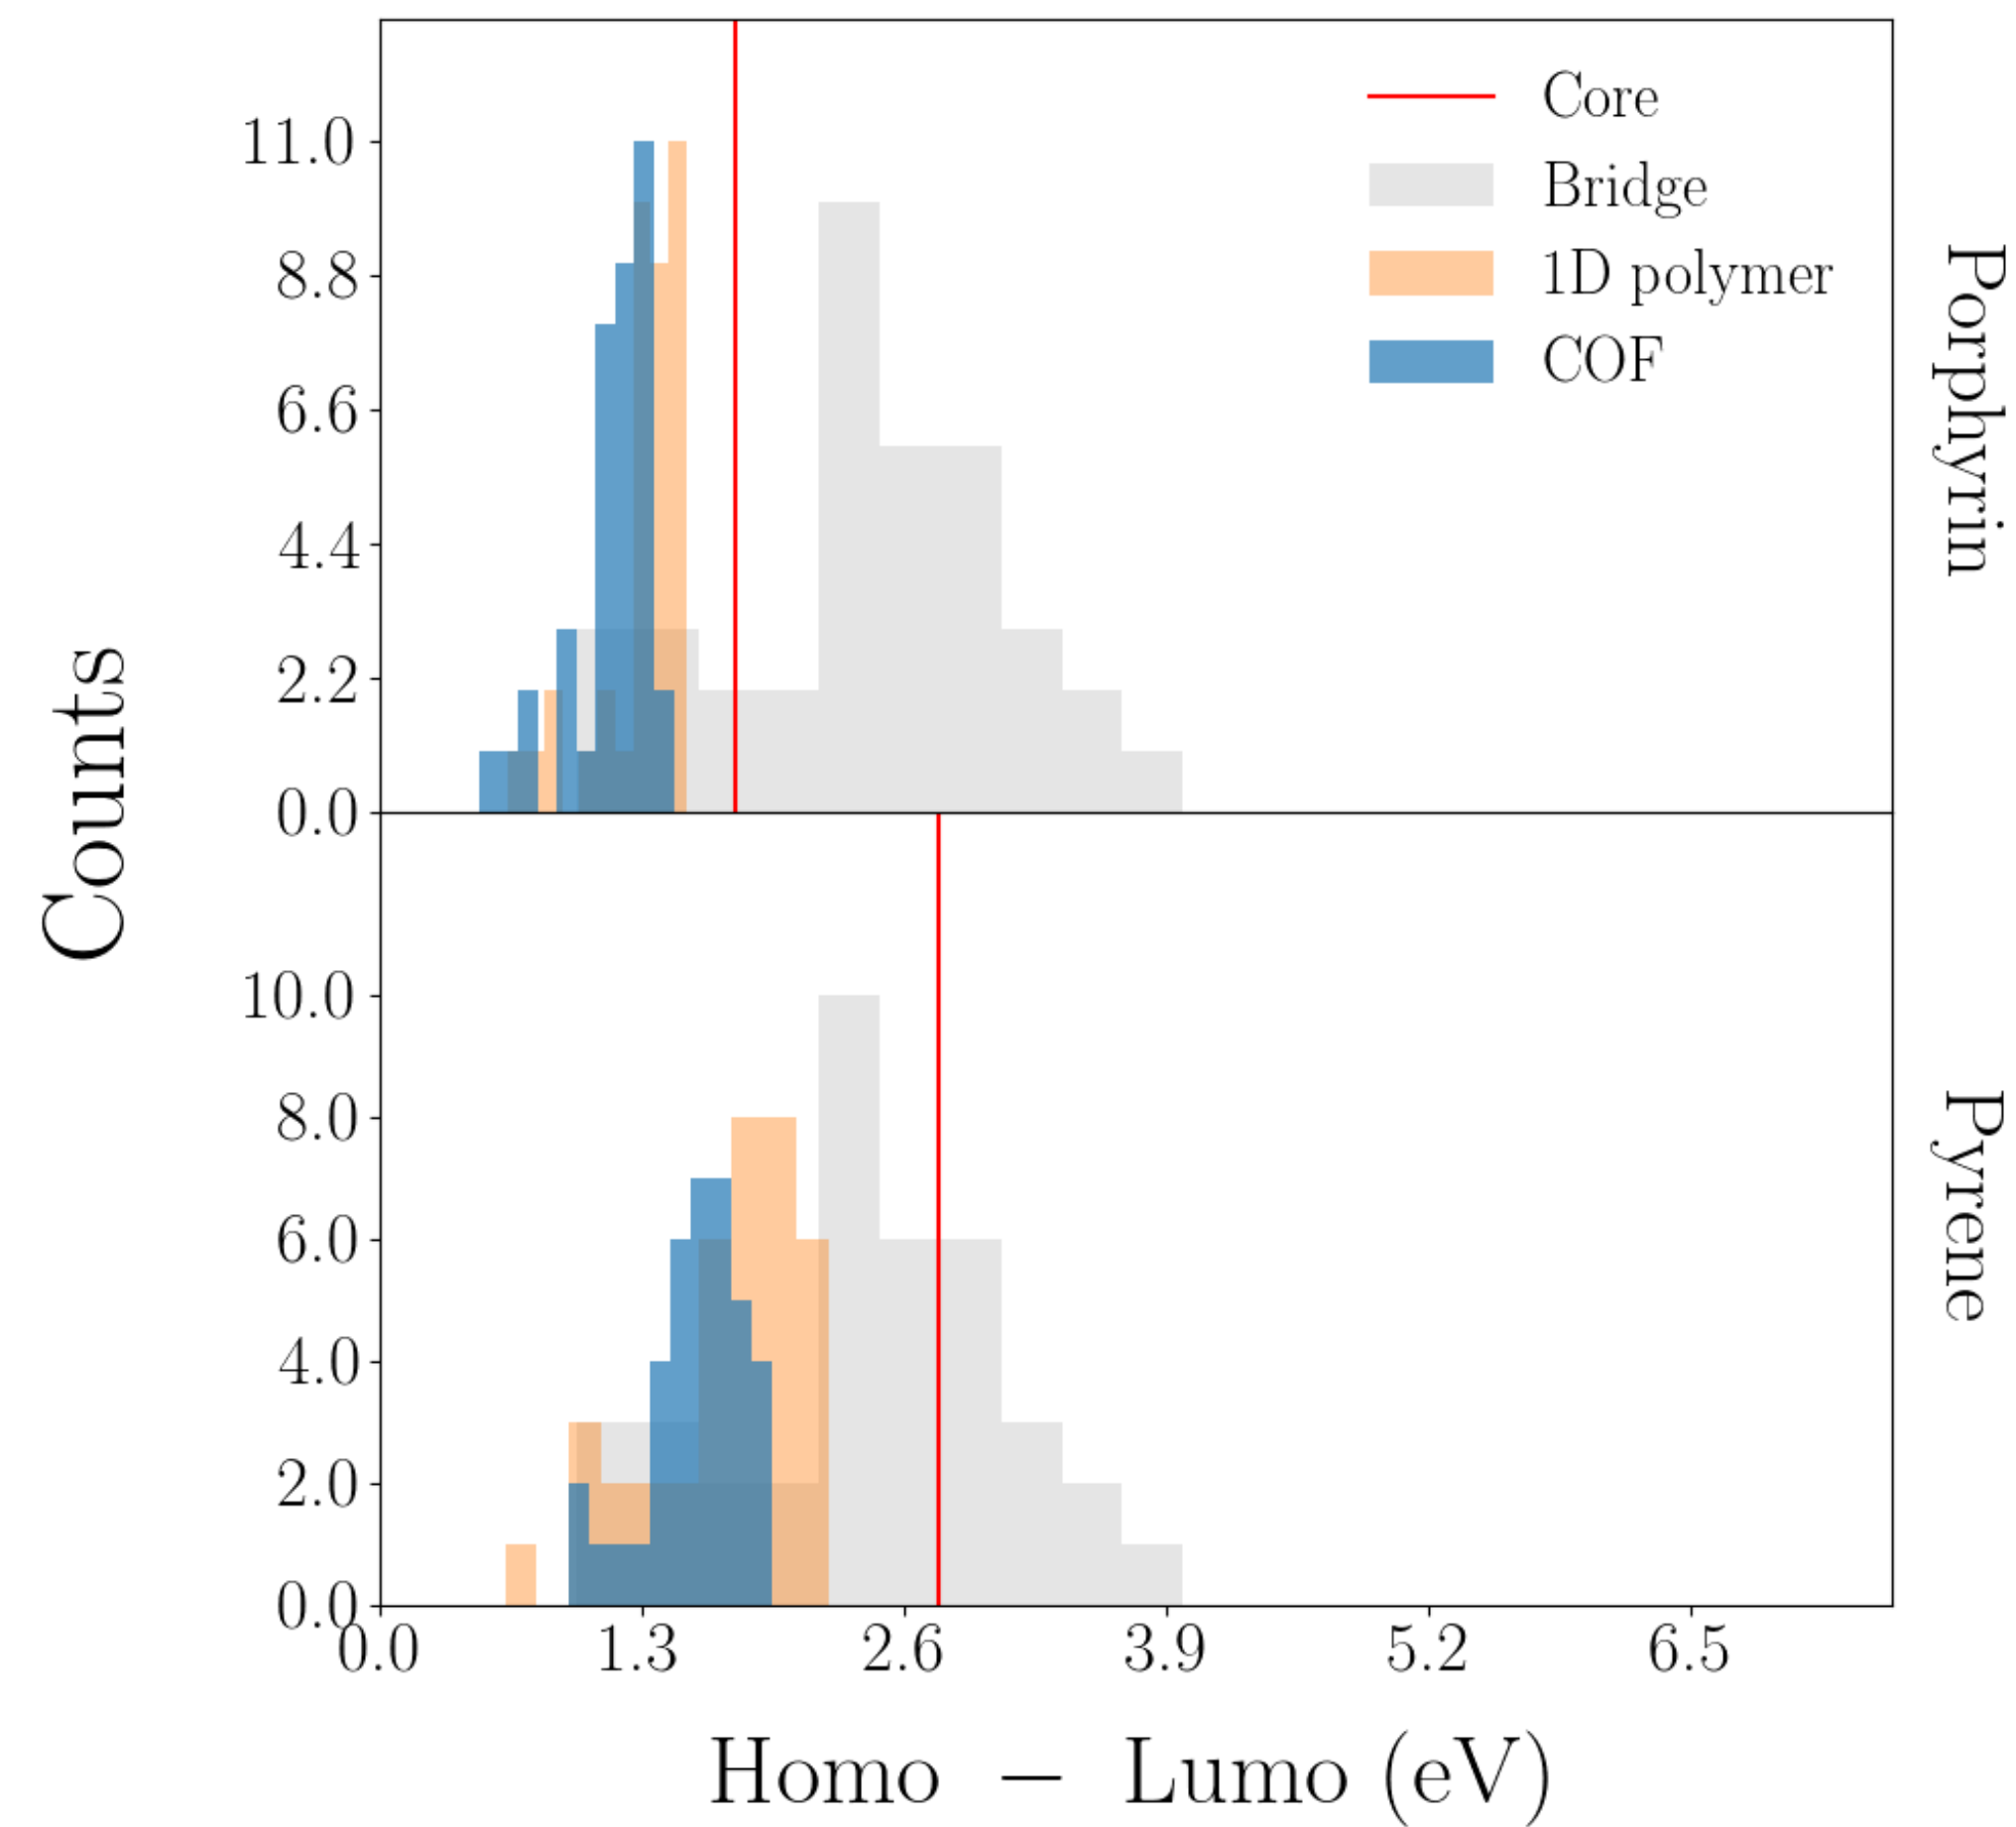 Core
Bridge
1D polymer
COF
Porphyrin
11.0
8.8
6.6
4.4
2.2
0.0
Counts
Pyrene
10.0
8.0
6.0
4.0
2.0
0.0
0.0 1.3 2.6 3.9 5.2 6.5
Homo − Lumo (eV)